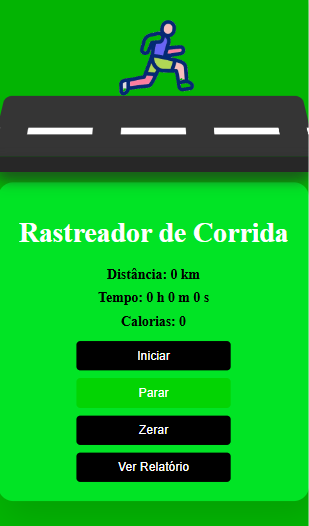 Rastreador de Corrida
Distância: 0 km
Tempo: 0 h 0 m 0 s
Calorias: 0
Iniciar
Parar
Zerar
Ver Relatório